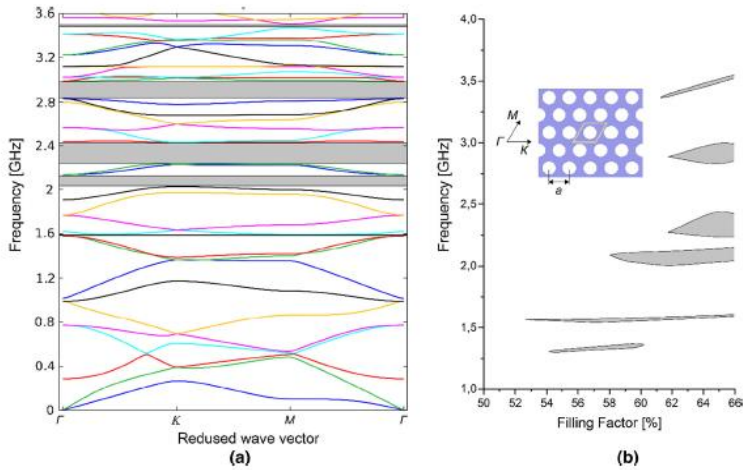 (a)
3.6
3.2
2.8
2.4
2
1.6
1.2
0.8
0.4
0
Frequency [GHz]
Γ K M Γ
Redused wave vector
(a)
(b)
4,0
3,5
3,0
2,5
2,0
1,5
1,0
Frequency [GHz]
M
Γ
K
a
50 52 54 56 58 60 62 64 66 668
Filling Factor [%]
(b)